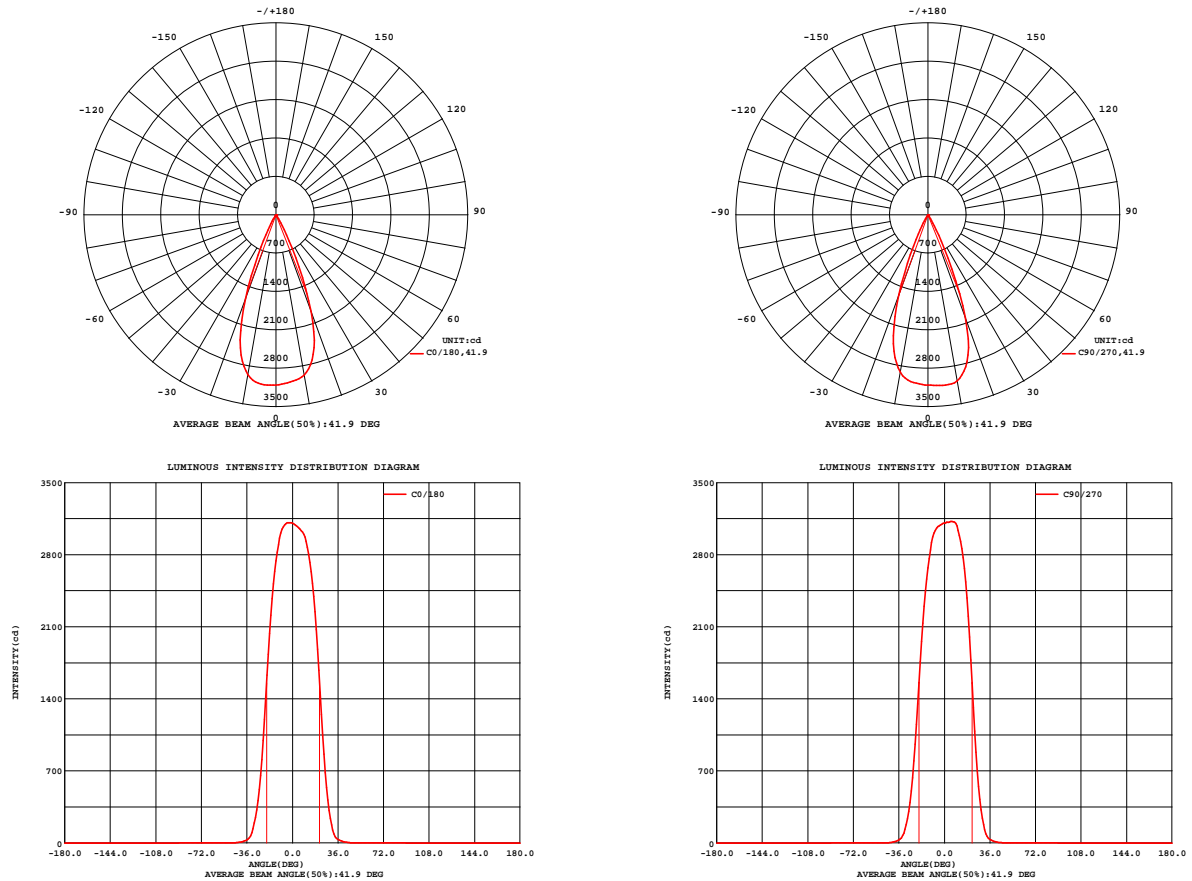 -/+180
-/+180
-150 150
-150 150
-120 120
-120 120
-90 0 90
-90 0 90
700
700
1400
1400
-60 2100 60
-60 2100 60
UNIT:cd
C0/180,41.9
UNIT:cd
C90/270,41.9
2800
2800
-30 3500 30
-30 3500 30
0
0
AVERAGE BEAM ANGLE(50%):41.9 DEG
AVERAGE BEAM ANGLE(50%):41.9 DEG
LUMINOUS INTENSITY DISTRIBUTION DIAGRAM
3500
C0/180
2800
2100
INTENSITY(cd)
1400
700
0
-180.0 -144.0 -108.0 -72.0 -36.0 0.0 36.0 72.0 108.0 144.0 180.0
ANGLE(DEG)
AVERAGE BEAM ANGLE(50%):41.9 DEG
LUMINOUS INTENSITY DISTRIBUTION DIAGRAM
3500
C90/270
2800
2100
INTENSITY(cd)
1400
700
0
-180.0 -144.0 -108.0 -72.0 -36.0 0.0 36.0 72.0 108.0 144.0 180.0
ANGLE(DEG)
AVERAGE BEAM ANGLE(50%):41.9 DEG